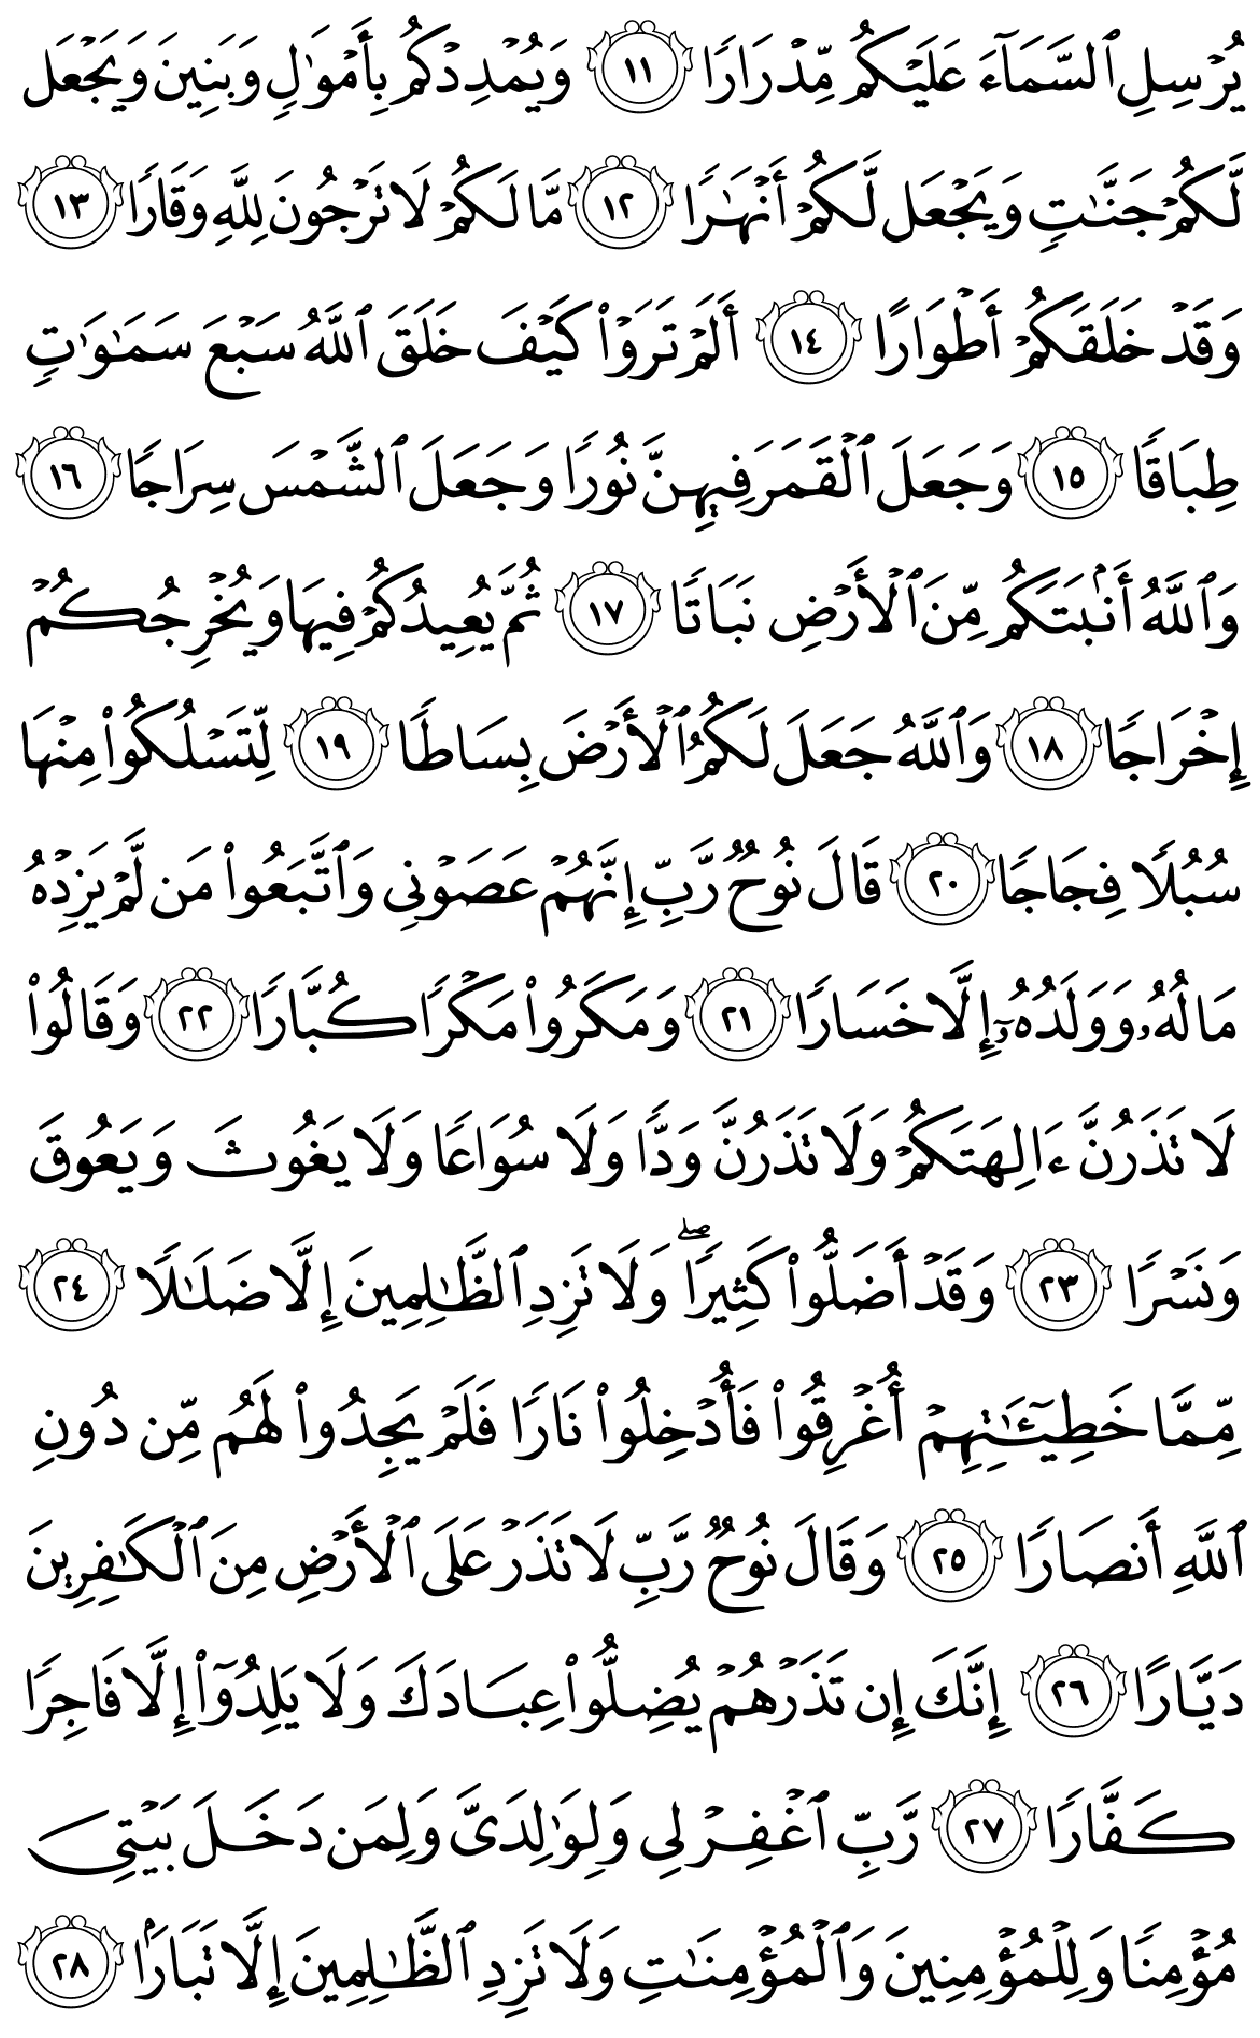 يُرْسِلِ ٱلسَّمَآءَ عَلَيْكُم مِّدْرَارًا ١١ وَيُمْدِدْكُم بِأَمْوَٰلٍ وَبَنِينَ وَيَجْعَل
لَّكُمْ جَنَّـٰتٍ وَيَجْعَل لَّكُمْ أَنْهَـٰرًا ١٢ مَّا لَكُمْ لَا تَرْجُونَ لِلَّهِ وَقَارًا ١٣
وَقَدْ خَلَقَكُمْ أَطْوَارًا ١٤ أَلَمْ تَرَوْا۟ كَيْفَ خَلَقَ ٱللَّهُ سَبْعَ سَمَـٰوَٰتٍ
طِبَاقًا ١٥ وَجَعَلَ ٱلْقَمَرَ فِيهِنَّ نُورًا وَجَعَلَ ٱلشَّمْسَ سِرَاجًا ١٦
وَٱللَّهُ أَنۢبَتَكُم مِّنَ ٱلْأَرْضِ نَبَاتًا ١٧ ثُمَّ يُعِيدُكُمْ فِيهَا وَيُخْرِجُكُمْ
إِخْرَاجًا ١٨ وَٱللَّهُ جَعَلَ لَكُمُ ٱلْأَرْضَ بِسَاطًا ١٩ لِّتَسْلُكُوا۟ مِنْهَا
سُبُلًا فِجَاجًا ٢٠ قَالَ نُوحٌ رَّبِّ إِنَّهُمْ عَصَوْنِى وَٱتَّبَعُوا۟ مَن لَّمْ يَزِدْهُ
مَالُهُۥ وَوَلَدُهُۥٓ إِلَّا خَسَارًا ٢١ وَمَكَرُوا۟ مَكْرًا كُبَّارًا ٢٢ وَقَالُوا۟
لَا تَذَرُنَّ ءَالِهَتَكُمْ وَلَا تَذَرُنَّ وَدًّا وَلَا سُوَاعًا وَلَا يَغُوثَ وَيَعُوقَ
وَنَسْرًا ٢٣ وَقَدْ أَضَلُّوا۟ كَثِيرًا ۖ وَلَا تَزِدِ ٱلظَّـٰلِمِينَ إِلَّا ضَلَـٰلًا ٢٤
مِّمَّا خَطِيٓـَٔـٰتِهِمْ أُغْرِقُوا۟ فَأُدْخِلُوا۟ نَارًا فَلَمْ يَجِدُوا۟ لَهُم مِّن دُونِ
ٱللَّهِ أَنصَارًا ٢٥ وَقَالَ نُوحٌ رَّبِّ لَا تَذَرْ عَلَى ٱلْأَرْضِ مِنَ ٱلْكَـٰفِرِينَ
دَيَّارًا ٢٦ إِنَّكَ إِن تَذَرْهُمْ يُضِلُّوا۟ عِبَادَكَ وَلَا يَلِدُوٓا۟ إِلَّا فَاجِرًا
كَفَّارًا ٢٧ رَّبِّ ٱغْفِرْ لِى وَلِوَٰلِدَىَّ وَلِمَن دَخَلَ بَيْتِىَ
مُؤْمِنًا وَلِلْمُؤْمِنِينَ وَٱلْمُؤْمِنَـٰتِ وَلَا تَزِدِ ٱلظَّـٰلِمِينَ إِلَّا تَبَارًۢا ٢٨